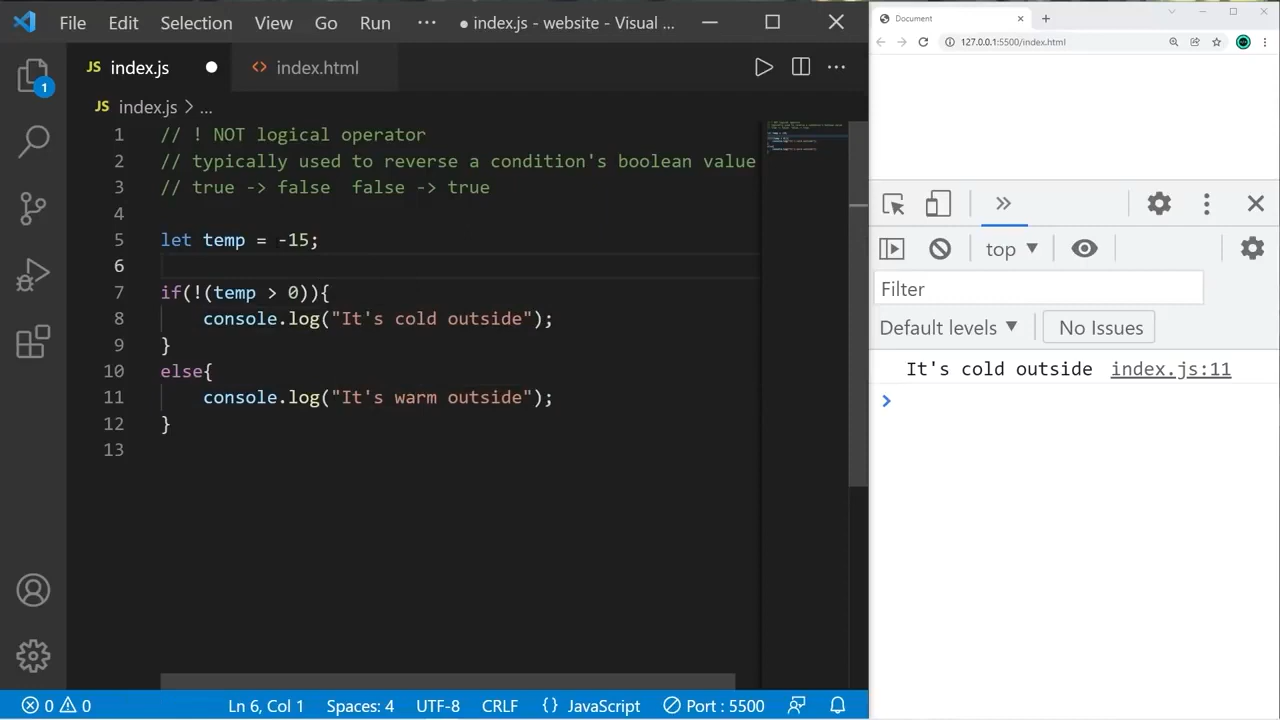 File Edit Selection View Go Run ··· ● index.js - website - Visual ...
JS index.js ● <> index.html
JS index.js > ...
1 // ! NOT logical operator
2 // typically used to reverse a condition's boolean value
3 // true -> false  false -> true
4
5 let temp = -15;
6
7 if(!(temp > 0)){
8 console.log("It's cold outside");
9 }
10 else{
11 console.log("It's warm outside");
12 }
13
1
0 0 Ln 6, Col 1 Spaces: 4 UTF-8 CRLF {} JavaScript Port : 5500
Document
127.0.0.1:5500/index.html
top
Filter
Default levels No Issues
It's cold outside index.js:11